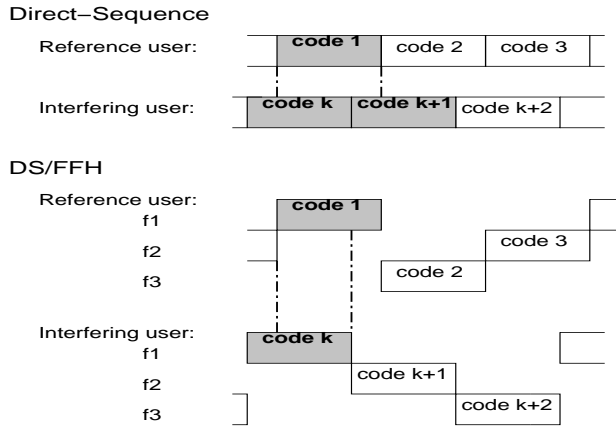 Direct−Sequence
Reference user:
code 1
code 2
code 3
Interfering user:
code k
code k+1
code k+2
DS/FFH
Reference user:
code 1
f1
f2
code 3
f3
code 2
Interfering user:
code k
f1
f2
code k+1
f3
code k+2